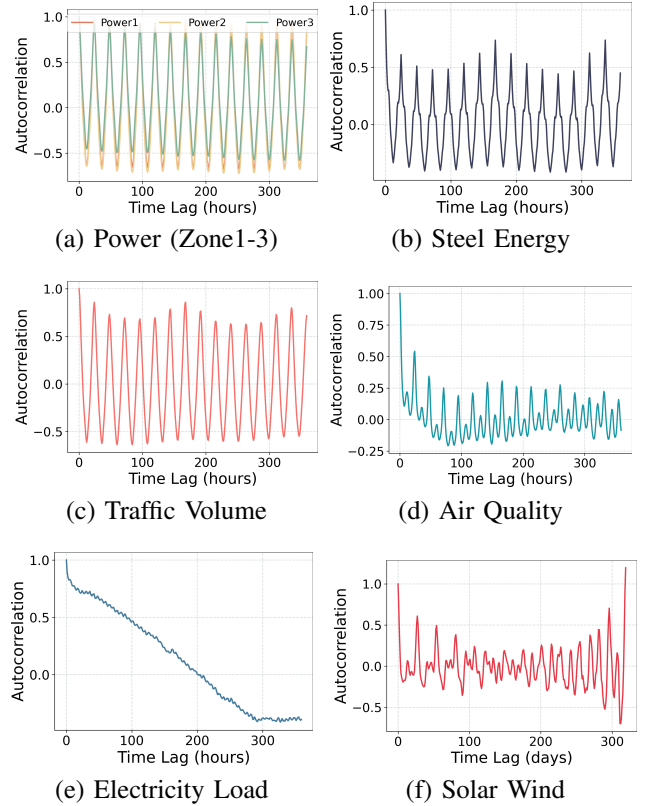 Power1 Power2 Power3
Autocorrelation
0.5
0.0
−0.5
0 100 200 300
Time Lag (hours)
(a) Power (Zone1-3)
Autocorrelation
1.0
0.5
0.0
0 100 200 300
Time Lag (hours)
(b) Steel Energy
Autocorrelation
1.0
0.5
0.0
−0.5
0 100 200 300
Time Lag (hours)
(c) Traffic Volume
Autocorrelation
1.00
0.75
0.50
0.25
0.00
−0.25
0 100 200 300
Time Lag (hours)
(d) Air Quality
Autocorrelation
1.0
0.5
0.0
0 100 200 300
Time Lag (hours)
(e) Electricity Load
Autocorrelation
1.0
0.5
0.0
−0.5
0 100 200 300
Time Lag (days)
(f) Solar Wind